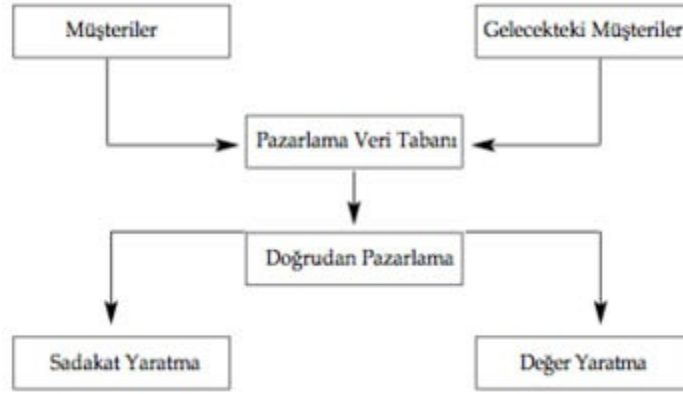 Müşteriler
Gelecekteki Müşteriler
Pazarlama Veri Tabanı
Doğrudan Pazarlama
Sadakat Yaratma
Değer Yaratma